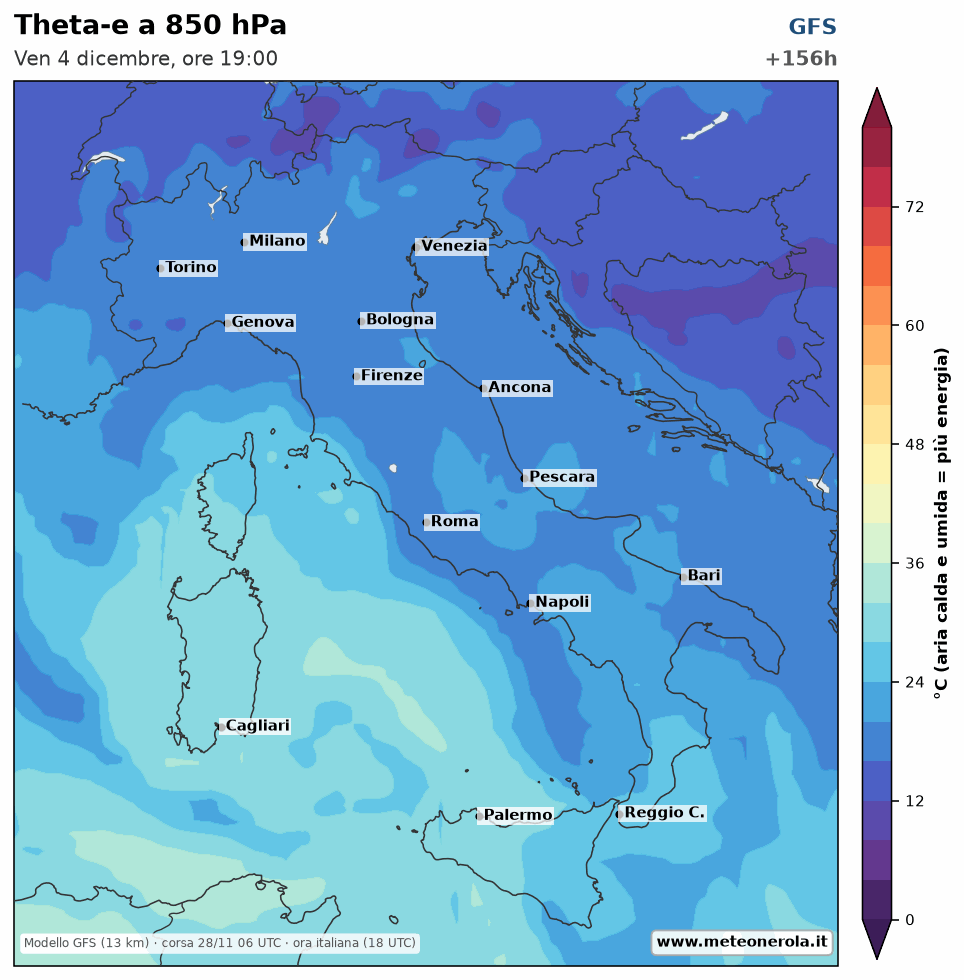 Theta-e a 850 hPa
GFS
Ven 4 dicembre, ore 19:00
+156h
Milano
Venezia
Torino
Genova
Bologna
Firenze
Ancona
Pescara
Roma
Bari
Napoli
Cagliari
Palermo
Reggio C.
72
60
48
36
24
12
0
°C (aria calda e umida = più energia)
Modello GFS (13 km) · corsa 28/11 06 UTC · ora italiana (18 UTC)
www.meteonerola.it